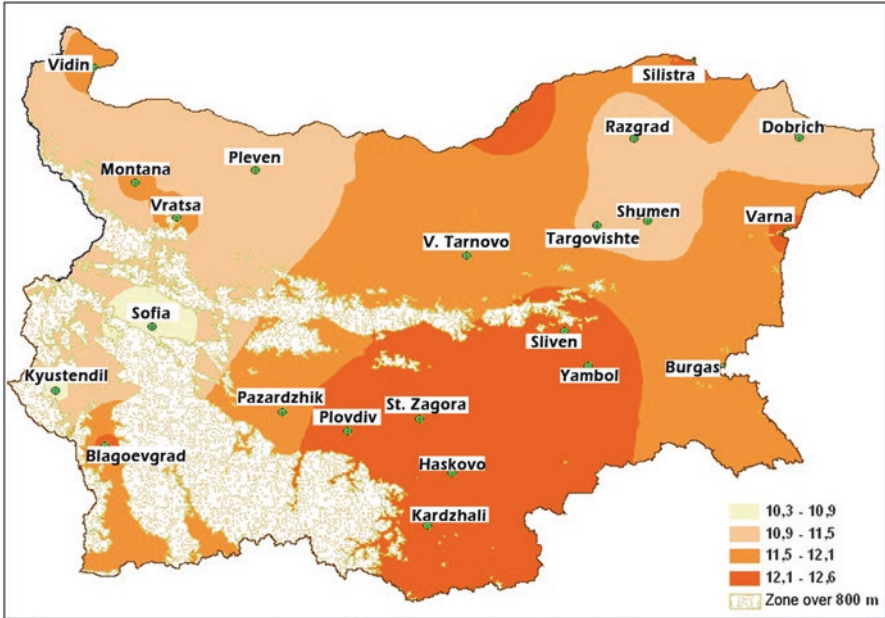 Vidin
Silistra
Razgrad
Dobrich
Pleven
Montana
Vratsa
Shumen
Varna
Targovishte
V. Tarnovo
Sofia
Sliven
Kyustendil
Yambol
Burgas
Pazardzhik
St. Zagora
Plovdiv
Blagoevgrad
Haskovo
Kardzhali
10,3 - 10,9
10,9 - 11,5
11,5 - 12,1
12,1 - 12,6
Zone over 800 m